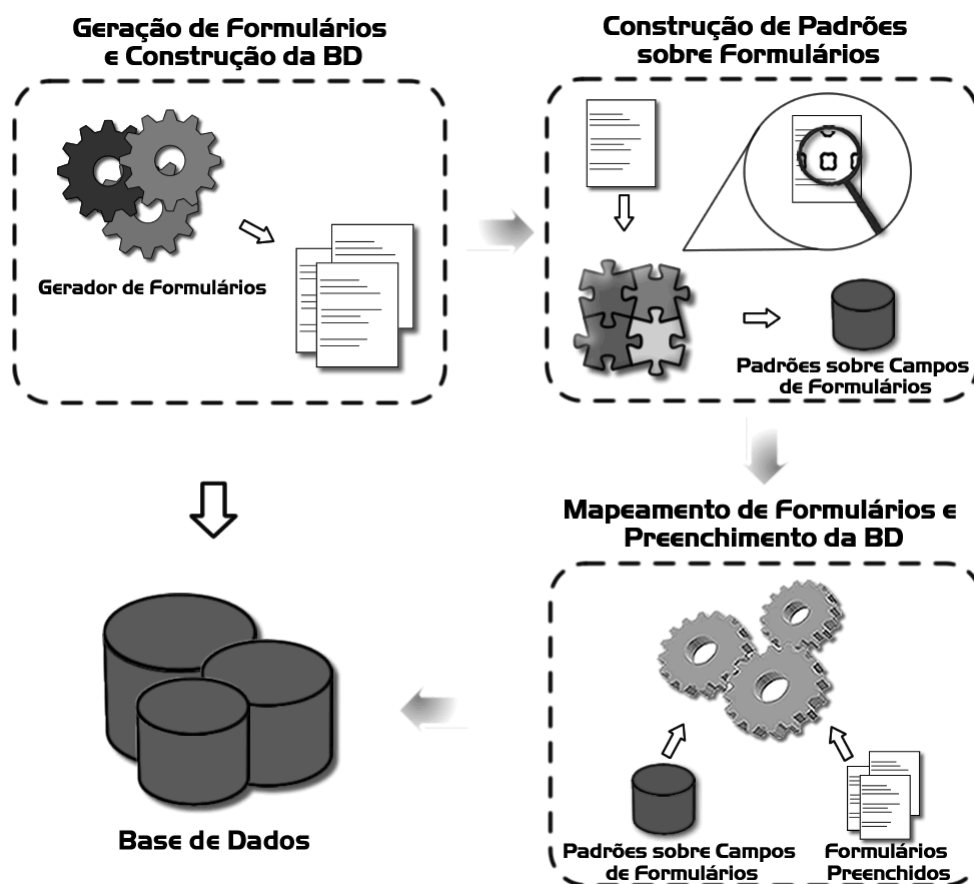 Geração de Formulários
e Construção da BD
Construção de Padrões
sobre Formulários
Gerador de Formulários
Padrões sobre Campos
de Formulários
Mapeamento de Formulários e
Preenchimento da BD
Base de Dados
Padrões sobre Campos
de Formulários
Formulários
Preenchidos